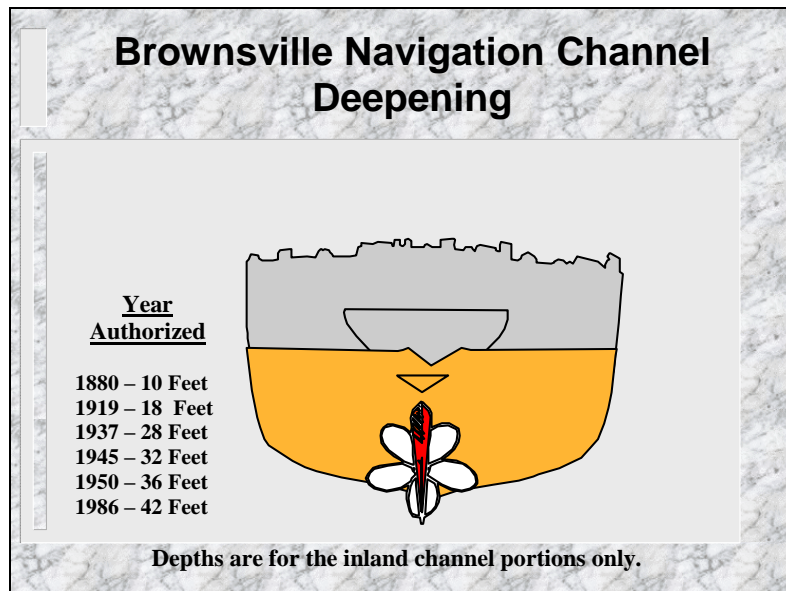 Brownsville Navigation Channel
Deepening
Year
Authorized
1880 – 10 Feet
1919 – 18  Feet
1937 – 28 Feet
1945 – 32 Feet
1950 – 36 Feet
1986 – 42 Feet
Depths are for the inland channel portions only.